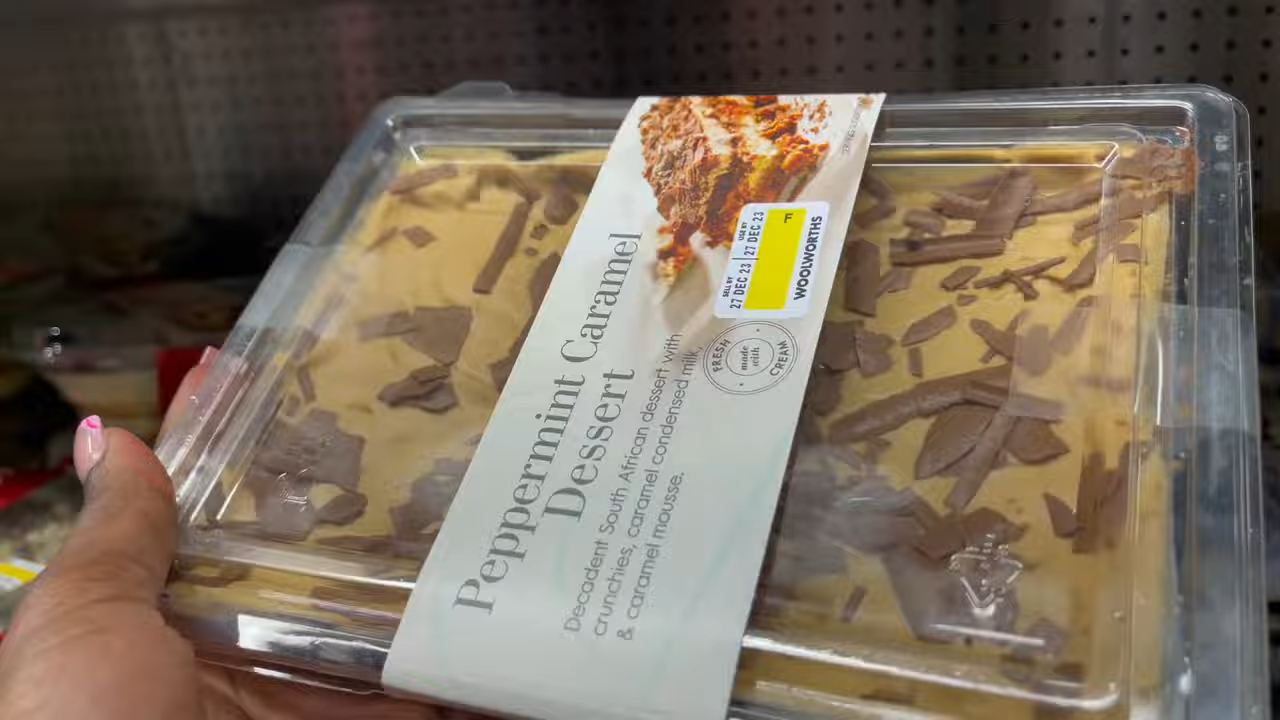 Peppermint Caramel
Dessert
Decadent South African dessert with
crunchies, caramel condensed milk,
& caramel mousse.
SELL BY
27 DEC 23
USE BY
27 DEC 23
F
WOOLWORTHS
FRESH
made
with
CREAM